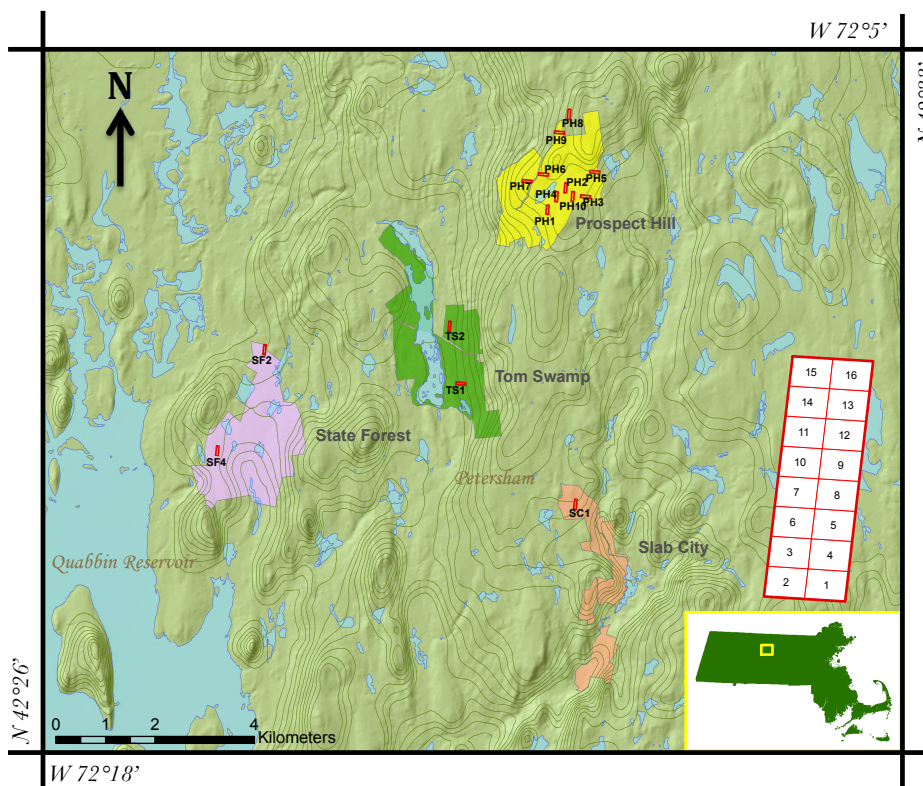 W 72°5’
N
PH8
PH9
PH6
PH2
PH5
PH7
PH4
PH10
PH3
PH1
Prospect Hill
TS2
SF2
Tom Swamp
TS1
15
16
14
13
State Forest
11
12
SF4
10
9
Petersham
7
8
SC1
6
5
Slab City
3
4
Quabbin Reservoir
2
1
N 42°26’
0
1
2
4
Kilometers
W 72°18’